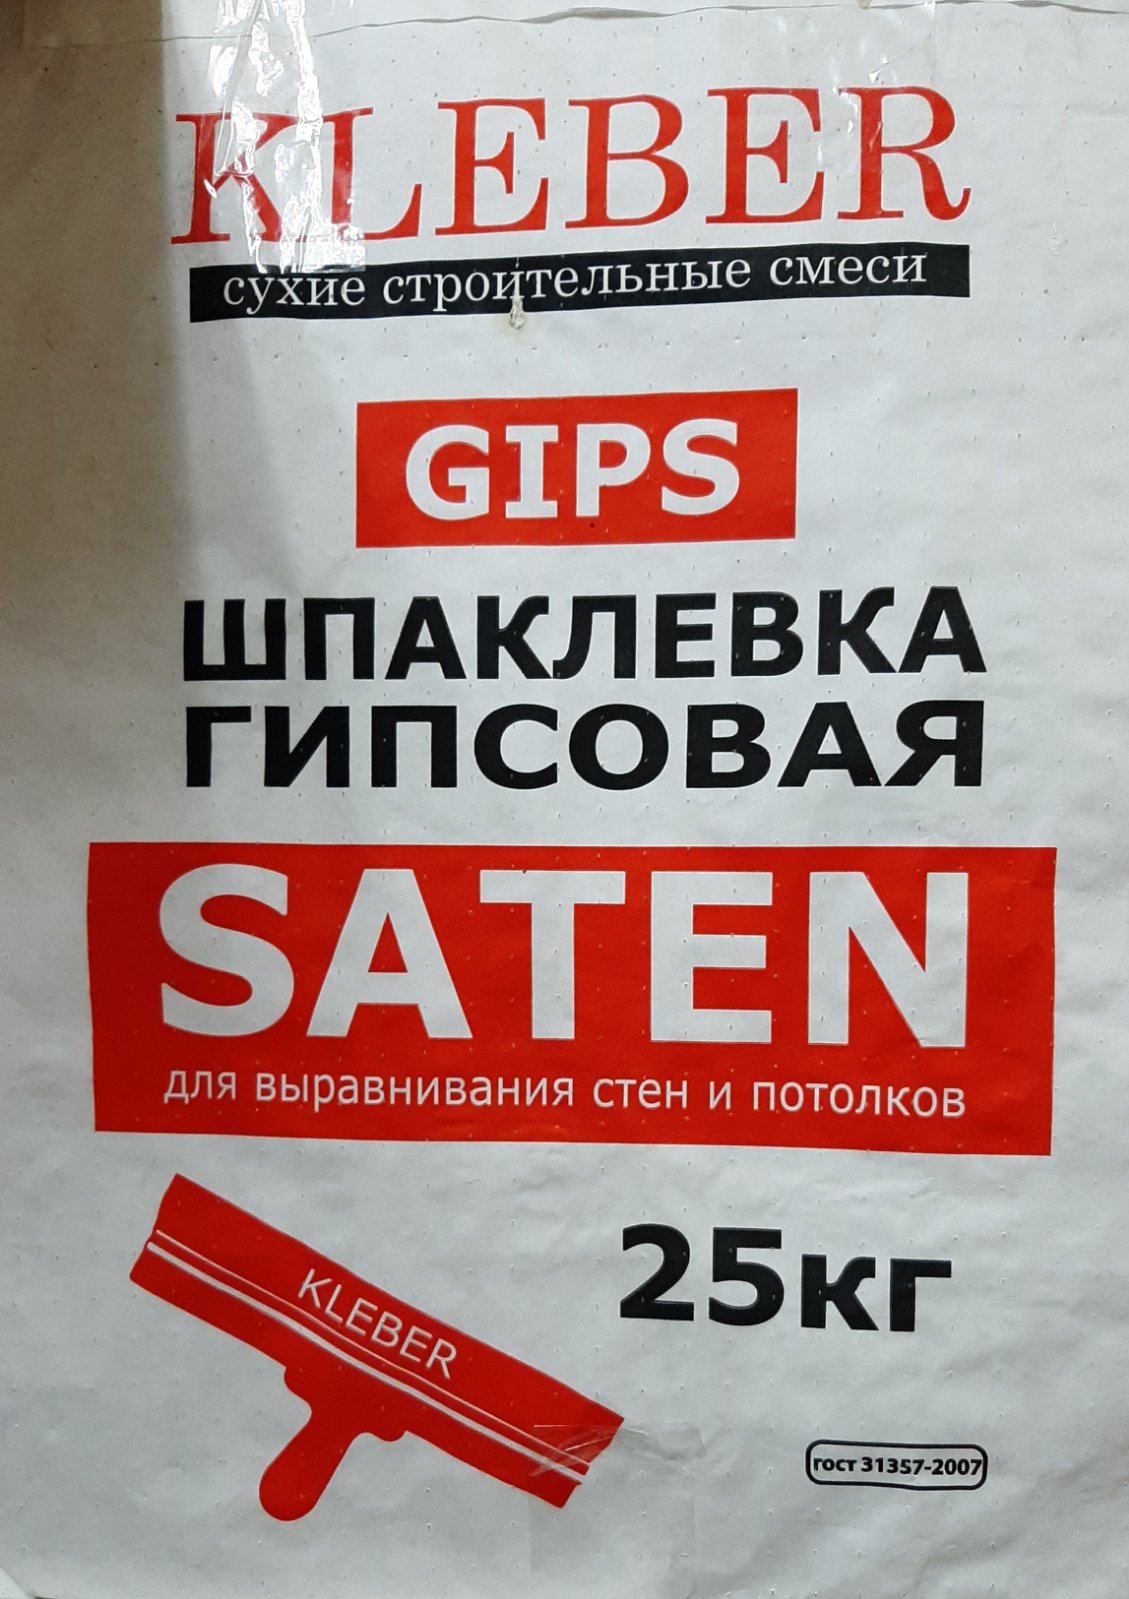 KLEBER
сухие строительные смеси
GIPS
ШПАКЛЕВКА
ГИПСОВАЯ
SATEN
для выравнивания стен и потолков
KLEBER
25кг
гост 31357-2007